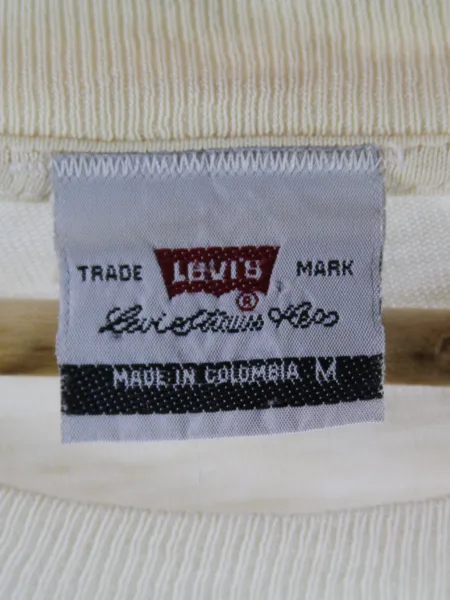 TRADE LEVI'S MARK
®
Levi Strauss & Co
MADE IN COLOMBIA M